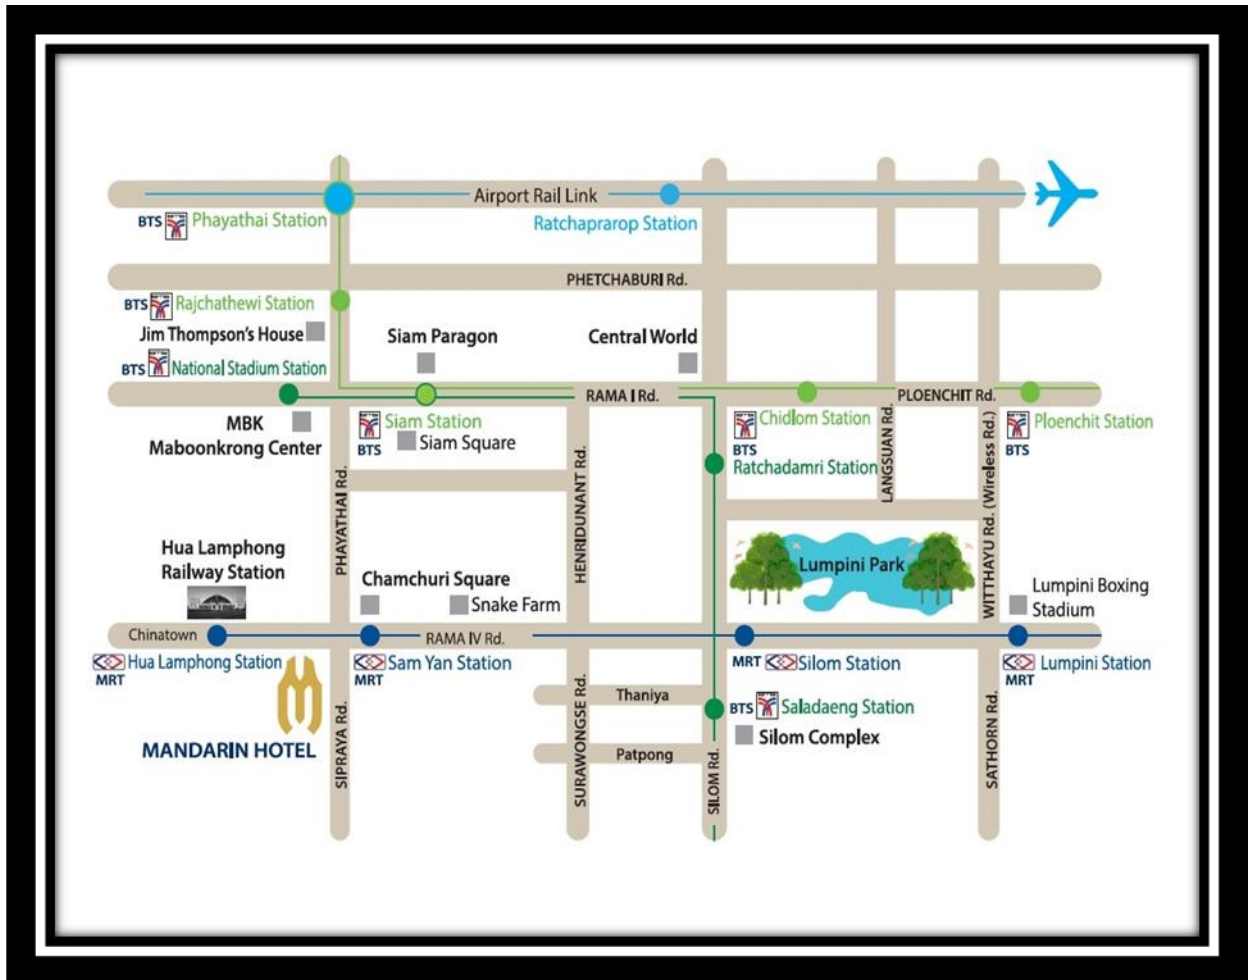 Airport Rail Link
BTS Phayathai Station
Ratchaprarop Station
PHETCHABURI Rd.
BTS Rajchathewi Station
Jim Thompson's House
Siam Paragon
Central World
BTS National Stadium Station
RAMA I Rd.
PLOENCHIT Rd.
MBK
Maboonkrong Center
Siam Station
BTS
Siam Square
Chidlom Station
BTS
Ratchadamri Station
Ploenchit Station
BTS
PHAYATHAI Rd.
HENRIDUNANT Rd.
LANGSUAN Rd.
WITTHAYU Rd. (Wireless Rd.)
Hua Lamphong
Railway Station
Chamchuri Square
Snake Farm
Lumpini Park
Lumpini Boxing
Stadium
Chinatown
RAMA IV Rd.
Hua Lamphong Station
MRT
Sam Yan Station
MRT
MRT Silom Station
Lumpini Station
MRT
Thaniya
BTS Saladaeng Station
Silom Complex
Patpong
MANDARIN HOTEL
SIPRAYA Rd.
SURAWONGSE Rd.
SILOM Rd.
SATHORN Rd.